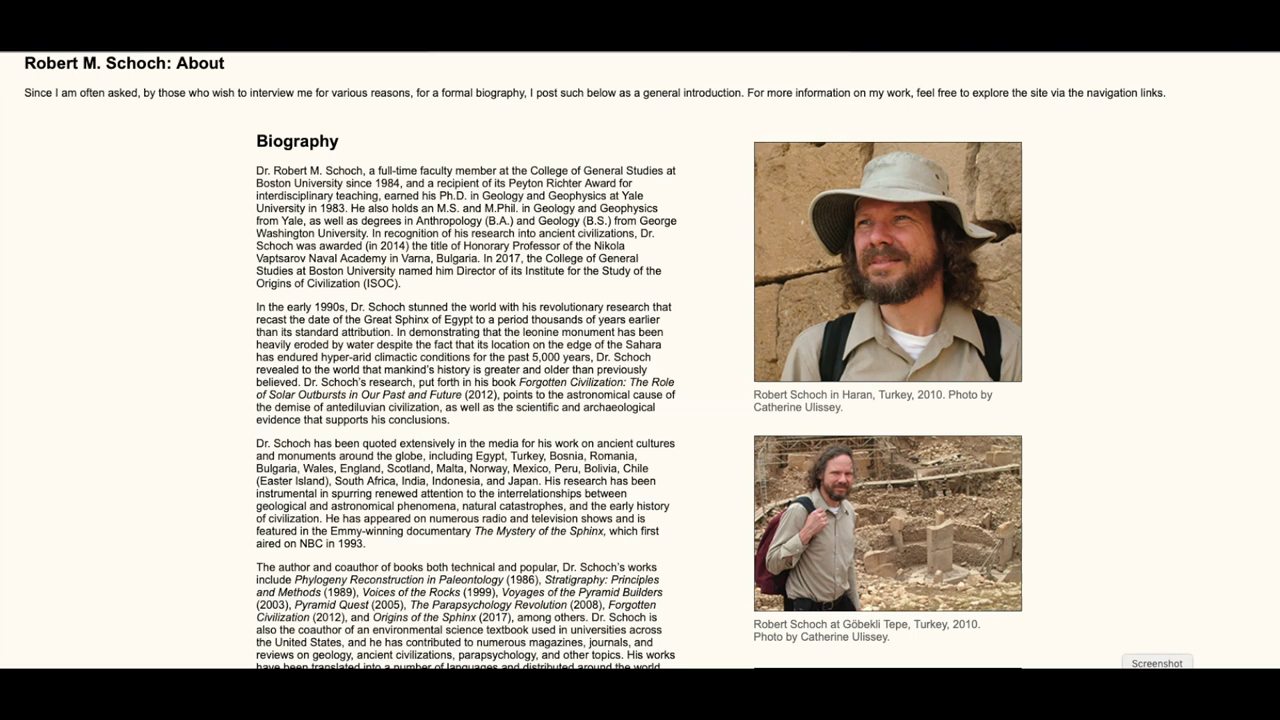 Robert M. Schoch: About
Since I am often asked, by those who wish to interview me for various reasons, for a formal biography, I post such below as a general introduction. For more information on my work, feel free to explore the site via the navigation links.
Biography
Dr. Robert M. Schoch, a full-time faculty member at the College of General Studies at
Boston University since 1984, and a recipient of its Peyton Richter Award for
interdisciplinary teaching, earned his Ph.D. in Geology and Geophysics at Yale
University in 1983. He also holds an M.S. and M.Phil. in Geology and Geophysics
from Yale, as well as degrees in Anthropology (B.A.) and Geology (B.S.) from George
Washington University. In recognition of his research into ancient civilizations, Dr.
Schoch was awarded (in 2014) the title of Honorary Professor of the Nikola
Vaptsarov Naval Academy in Varna, Bulgaria. In 2017, the College of General
Studies at Boston University named him Director of its Institute for the Study of the
Origins of Civilization (ISOC).
In the early 1990s, Dr. Schoch stunned the world with his revolutionary research that
recast the date of the Great Sphinx of Egypt to a period thousands of years earlier
than its standard attribution. In demonstrating that the leonine monument has been
heavily eroded by water despite the fact that its location on the edge of the Sahara
has endured hyper-arid climactic conditions for the past 5,000 years, Dr. Schoch
revealed to the world that mankind's history is greater and older than previously
believed. Dr. Schoch's research, put forth in his book Forgotten Civilization: The Role
of Solar Outbursts in Our Past and Future (2012), points to the astronomical cause of
the demise of antediluvian civilization, as well as the scientific and archaeological
evidence that supports his conclusions.
Dr. Schoch has been quoted extensively in the media for his work on ancient cultures
and monuments around the globe, including Egypt, Turkey, Bosnia, Romania,
Bulgaria, Wales, England, Scotland, Malta, Norway, Mexico, Peru, Bolivia, Chile
(Easter Island), South Africa, India, Indonesia, and Japan. His research has been
instrumental in spurring renewed attention to the interrelationships between
geological and astronomical phenomena, natural catastrophes, and the early history
of civilization. He has appeared on numerous radio and television shows and is
featured in the Emmy-winning documentary The Mystery of the Sphinx, which first
aired on NBC in 1993.
The author and coauthor of books both technical and popular, Dr. Schoch's works
include Phylogeny Reconstruction in Paleontology (1986), Stratigraphy: Principles
and Methods (1989), Voices of the Rocks (1999), Voyages of the Pyramid Builders
(2003), Pyramid Quest (2005), The Parapsychology Revolution (2008), Forgotten
Civilization (2012), and Origins of the Sphinx (2017), among others. Dr. Schoch is
also the coauthor of an environmental science textbook used in universities across
the United States, and he has contributed to numerous magazines, journals, and
reviews on geology, ancient civilizations, parapsychology, and other topics. His works
have been translated into a number of languages and distributed around the world.
Robert Schoch in Haran, Turkey, 2010. Photo by
Catherine Ulissey.
Robert Schoch at Göbekli Tepe, Turkey, 2010.
Photo by Catherine Ulissey.
Screenshot